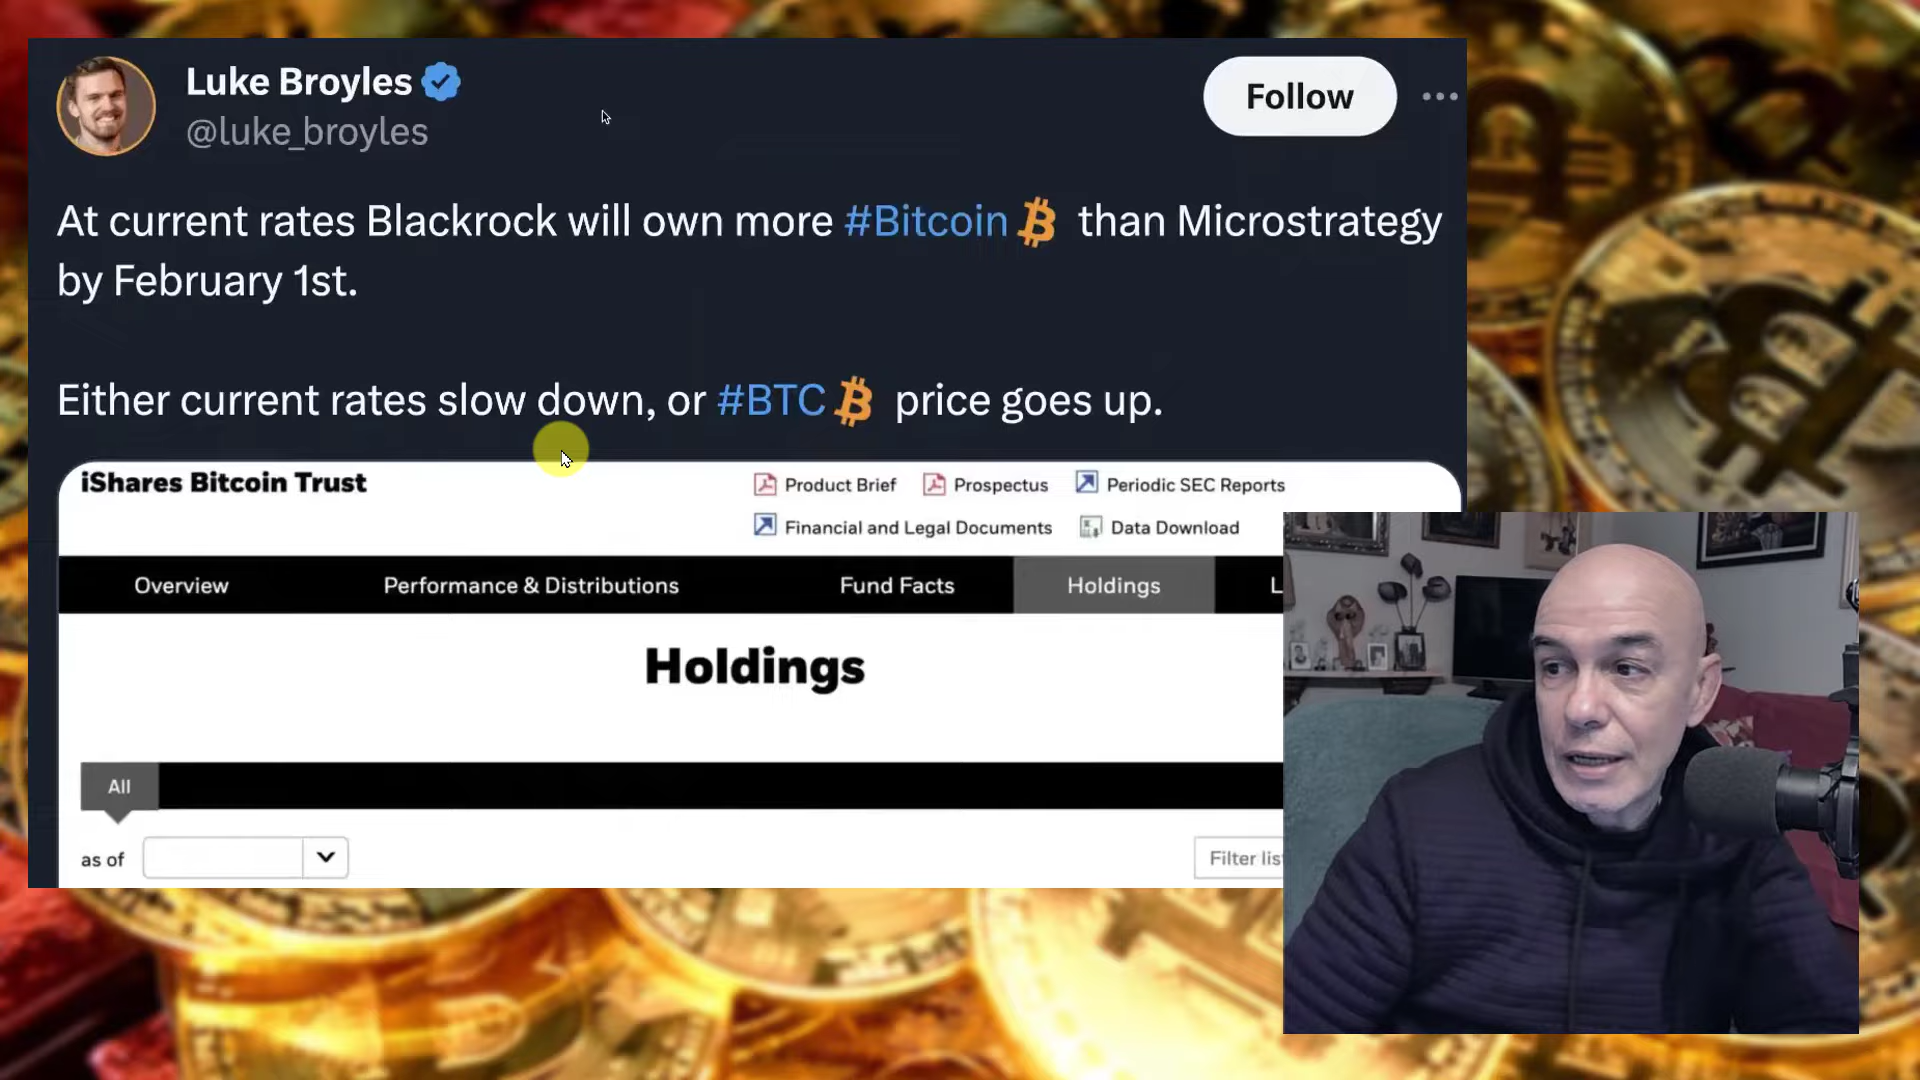 Luke Broyles
@luke_broyles
Follow
At current rates Blackrock will own more #Bitcoin than Microstrategy
by February 1st.
Either current rates slow down, or #BTC price goes up.
iShares Bitcoin Trust
Product Brief Prospectus Periodic SEC Reports
Financial and Legal Documents Data Download
Overview Performance & Distributions Fund Facts Holdings L
Holdings
All
as of
Filter lis